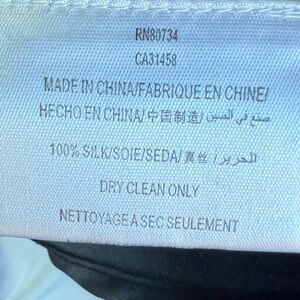 RN80734
CA31458
MADE IN CHINA/FABRIQUE EN CHINE/
HECHO EN CHINA/中国制造/ صنع في الصين
100% SILK/SOIE/SEDA/真丝/ الحرير
DRY CLEAN ONLY
NETTOYAGE A SEC SEULEMENT